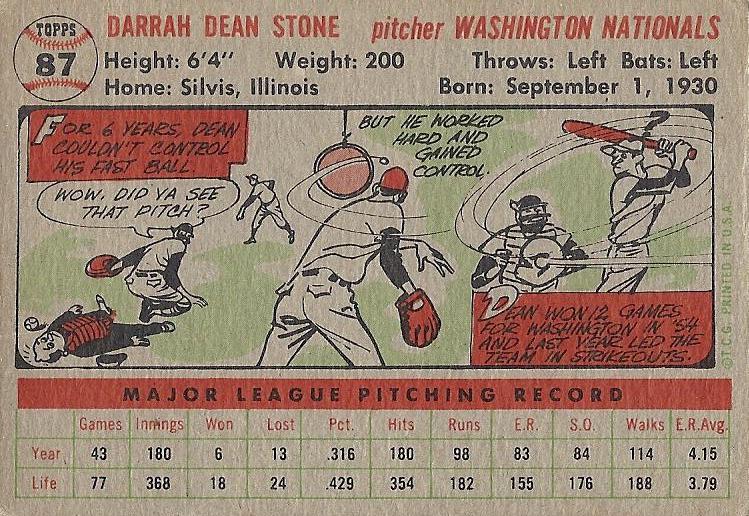 TOPPS
87
DARRAH DEAN STONE pitcher WASHINGTON NATIONALS
Height: 6'4" Weight: 200 Throws: Left Bats: Left
Home: Silvis, Illinois Born: September 1, 1930
FOR 6 YEARS, DEAN
COULDN'T CONTROL
HIS FAST BALL.
WOW, DID YA SEE
THAT PITCH?
BUT HE WORKED
HARD AND
GAINED
CONTROL.
?
DEAN WON 12 GAMES
FOR WASHINGTON IN '54
AND LAST YEAR LED THE
TEAM IN STRIKEOUTS.
©T.C.G. PRINTED IN U.S.A.
MAJOR LEAGUE PITCHING RECORD
Games Innings Won Lost Pct. Hits Runs E.R. S.O. Walks E.R.Avg.
Year 43 180 6 13 .316 180 98 83 84 114 4.15
Life 77 368 18 24 .429 354 182 155 176 188 3.79